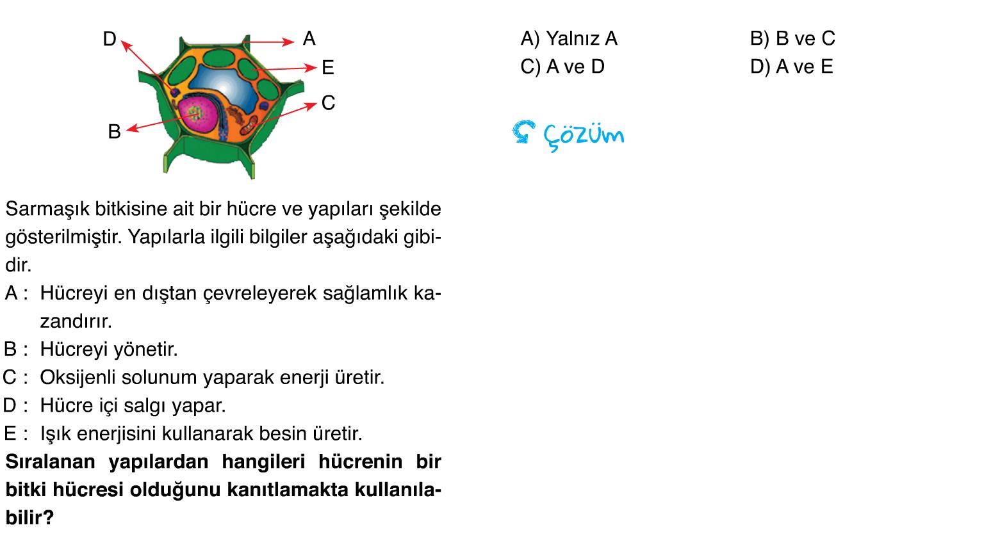 D
A
E
C
B
Sarmaşık bitkisine ait bir hücre ve yapıları şekilde
gösterilmiştir. Yapılarla ilgili bilgiler aşağıdaki gibi-
dir.
A : Hücreyi en dıştan çevreleyerek sağlamlık ka-
zandırır.
B : Hücreyi yönetir.
C : Oksijenli solunum yaparak enerji üretir.
D : Hücre içi salgı yapar.
E : Işık enerjisini kullanarak besin üretir.
Sıralanan yapılardan hangileri hücrenin bir
bitki hücresi olduğunu kanıtlamakta kullanıla-
bilir?
A) Yalnız A B) B ve C
C) A ve D D) A ve E
Çözüm